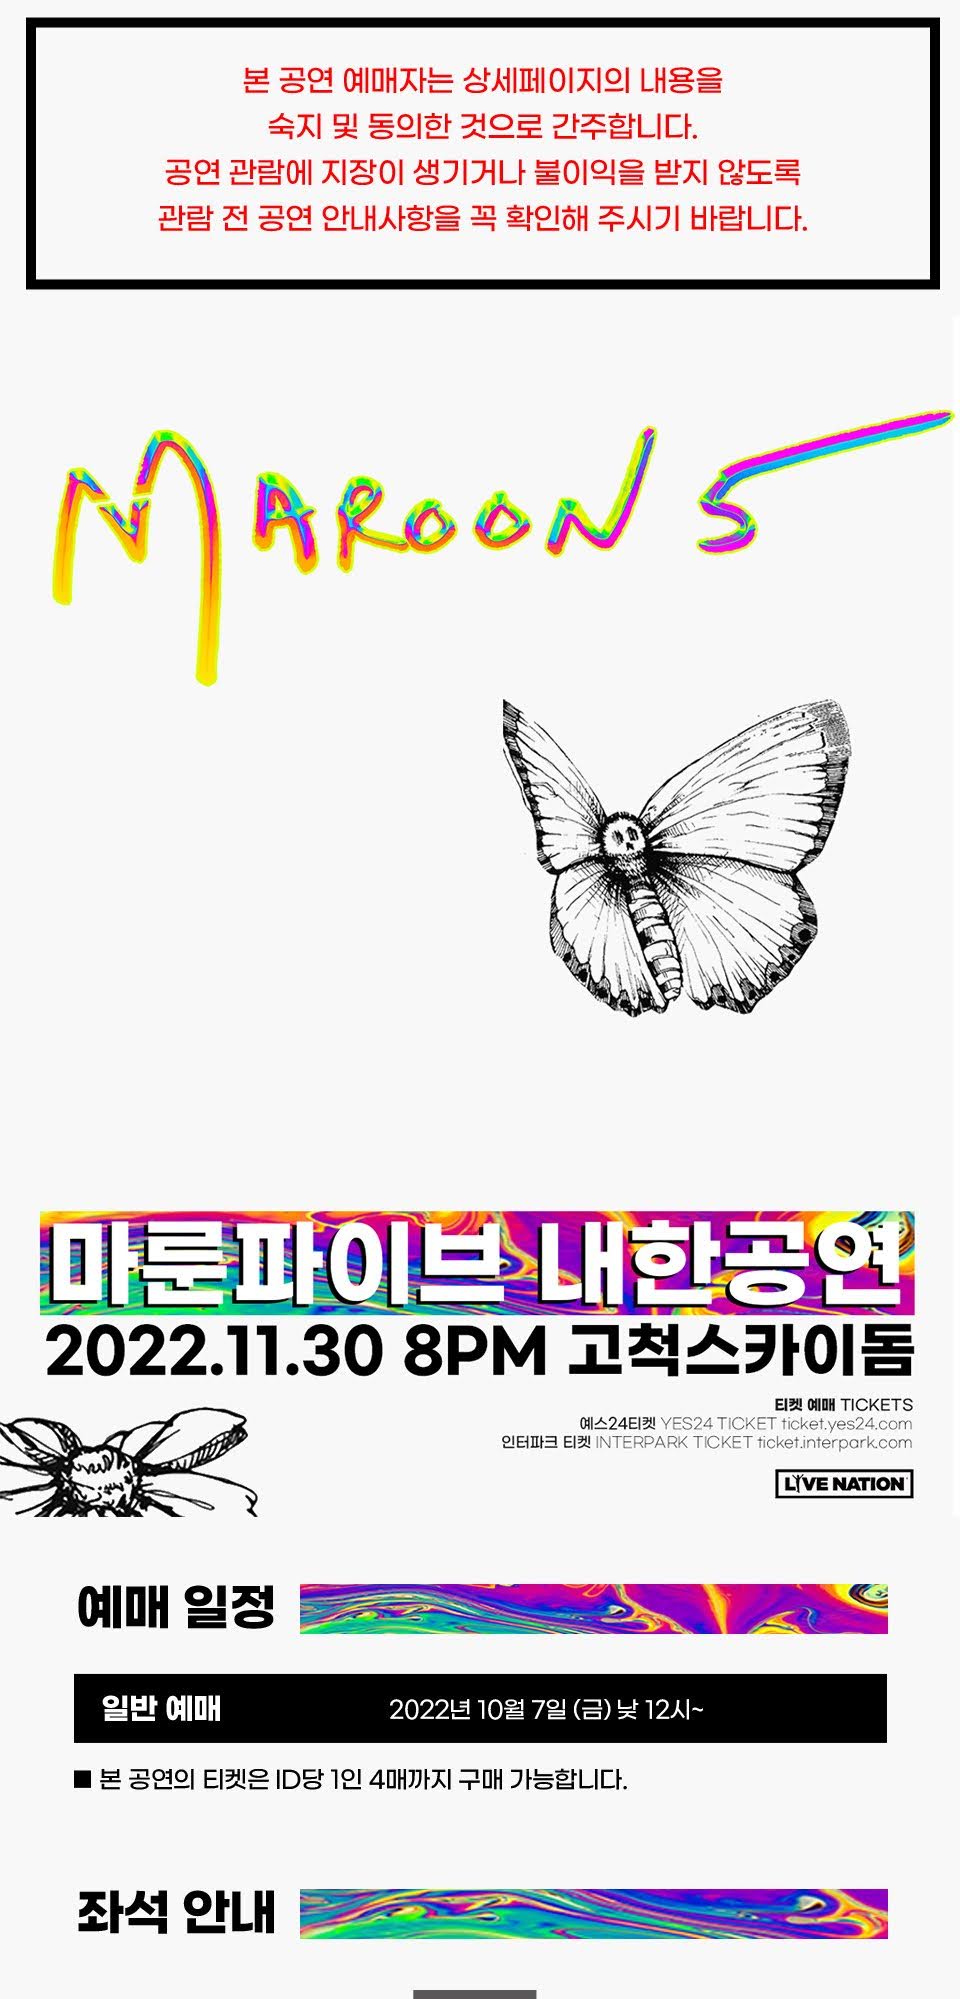 본 공연 예매자는 상세페이지의 내용을
숙지 및 동의한 것으로 간주합니다.
공연 관람에 지장이 생기거나 불이익을 받지 않도록
관람 전 공연 안내사항을 꼭 확인해 주시기 바랍니다.
MAROON 5
마룬파이브 내한공연
2022.11.30 8PM 고척스카이돔
티켓 예매 TICKETS
예스24티켓 YES24 TICKET ticket.yes24.com
인터파크 티켓 INTERPARK TICKET ticket.interpark.com
LIVE NATION
예매 일정
일반 예매 2022년 10월 7일 (금) 낮 12시~
■ 본 공연의 티켓은 ID당 1인 4매까지 구매 가능합니다.
좌석 안내